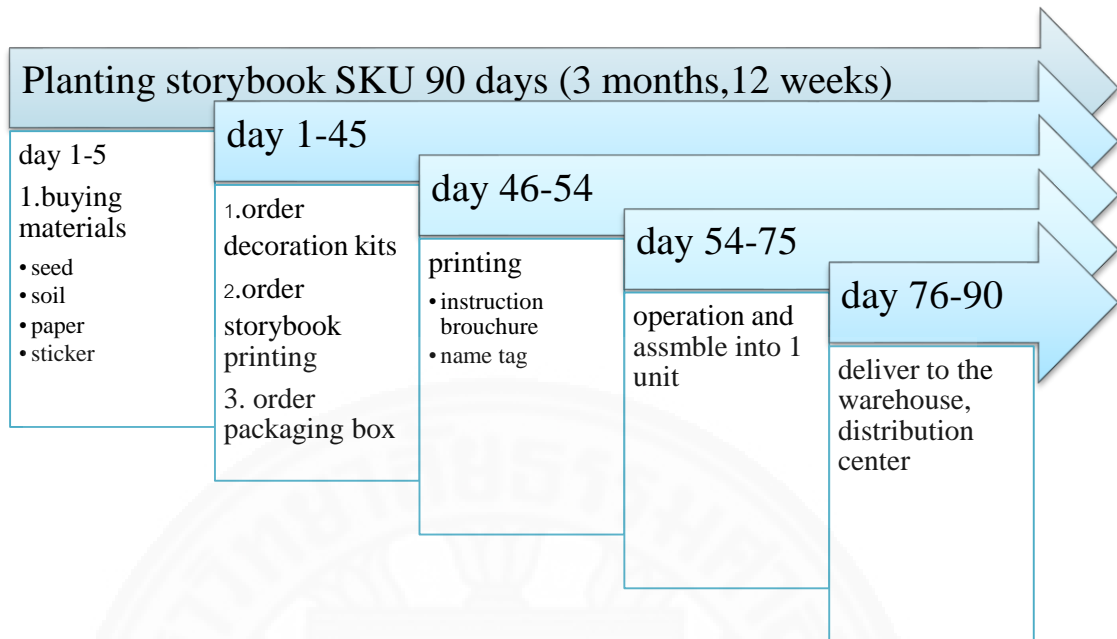 Planting storybook SKU 90 days (3 months,12 weeks)
day 1-5
1.buying
materials
• seed
• soil
• paper
• sticker
day 1-45
1.order
decoration kits
2.order
storybook
printing
3. order
packaging box
day 46-54
printing
• instruction
brouchure
• name tag
day 54-75
operation and
assmble into 1
unit
day 76-90
deliver to the
warehouse,
distribution
center